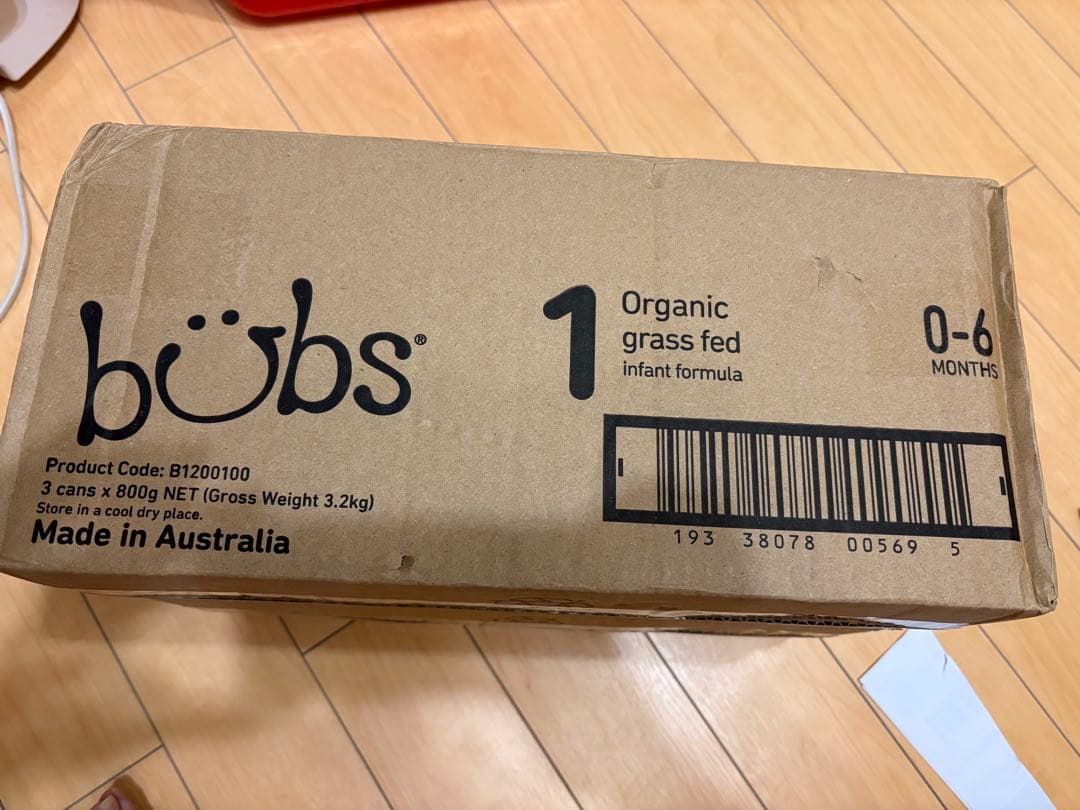 bubs®
1
Organic
grass fed
infant formula
0-6
MONTHS
Product Code: B1200100
3 cans x 800g NET (Gross Weight 3.2kg)
Store in a cool dry place.
Made in Australia
193 38078 00569 5